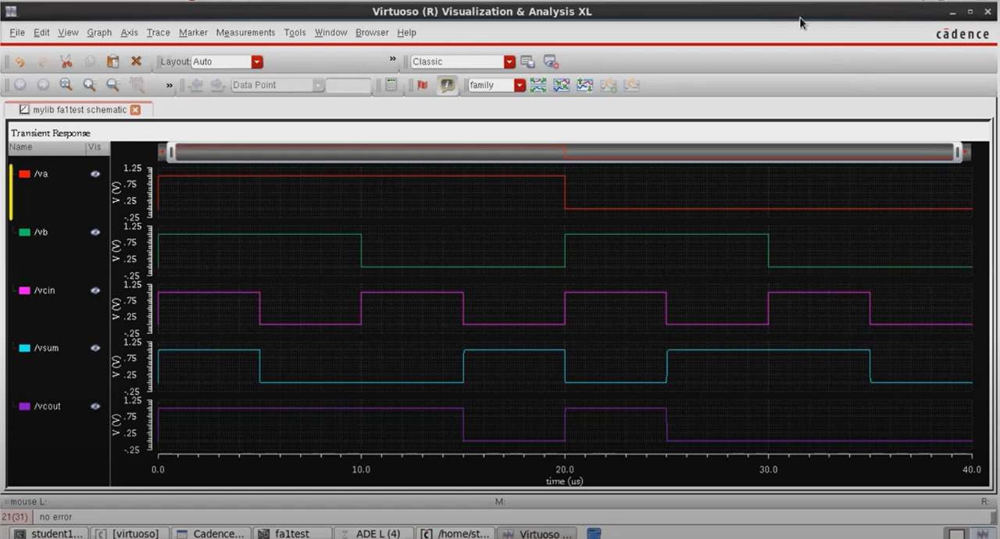 Virtuoso (R) Visualization & Analysis XL
File Edit View Graph Axis Trace Marker Measurements Tools Window Browser Help
cādence
Layout: Auto » Classic
» Data Point family
mylib fa1test schematic
Transient Response
Name Vis
/va
1.25
.75
.25
-.25
V (V)
/vb
1.25
.75
.25
-.25
V (V)
/vcin
1.25
.75
.25
-.25
V (V)
/vsum
1.25
.75
.25
-.25
V (V)
/vcout
1.25
.75
.25
-.25
V (V)
0.0 10.0 20.0 30.0 40.0
time (us)
mouse L: M: R:
21(31) no error
student1... [virtuoso] Cadence... fa1test ADE L (4) /home/st... Virtuoso ...